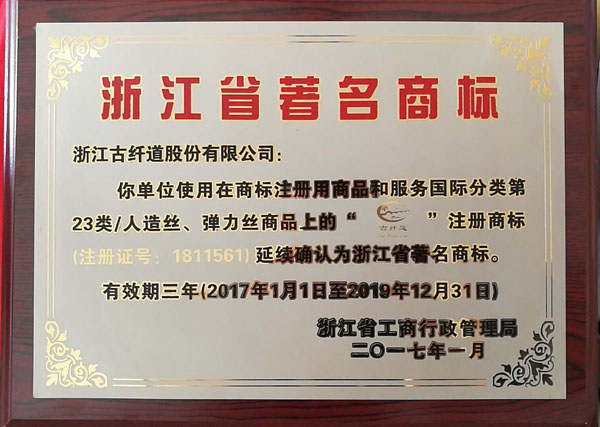 浙江省著名商标
浙江古纤道股份有限公司：
你单位使用在商标注册用商品和服务国际分类第
23类/人造丝、弹力丝商品上的“古纤道”注册商标
(注册证号：1811561)延续确认为浙江省著名商标。
有效期三年(2017年1月1日至2019年12月31日)
浙江省工商行政管理局
二〇一七年一月